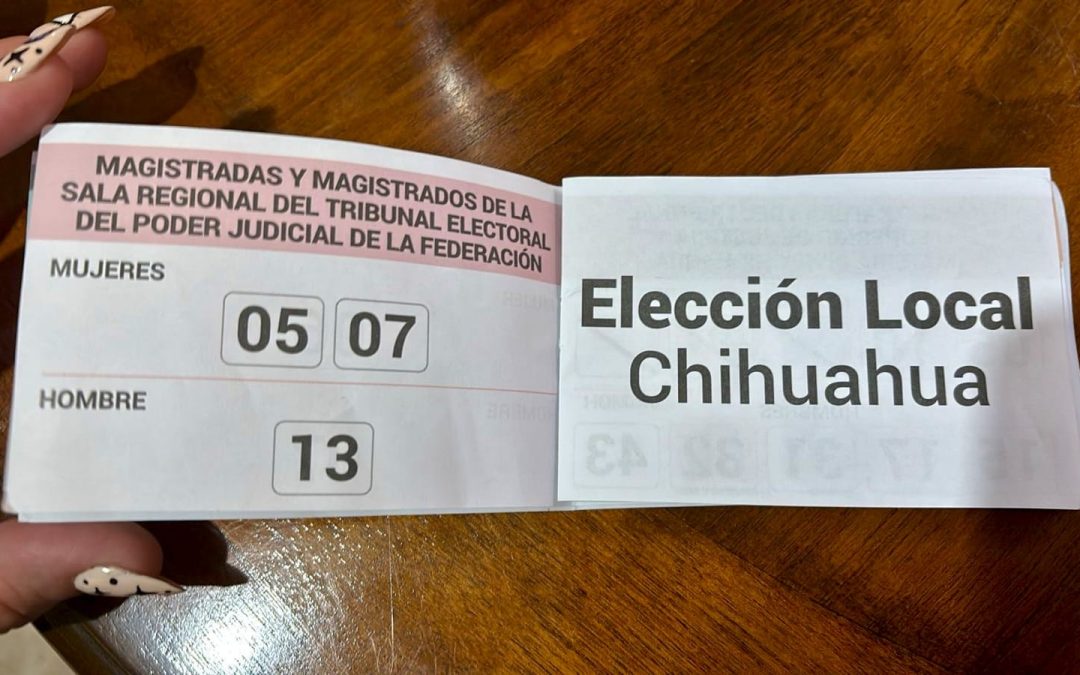 MAGISTRADAS Y MAGISTRADOS DE LA
SALA REGIONAL DEL TRIBUNAL ELECTORAL
DEL PODER JUDICIAL DE LA FEDERACIÓN
MUJERES
05 07
HOMBRE
13
Elección Local
Chihuahua